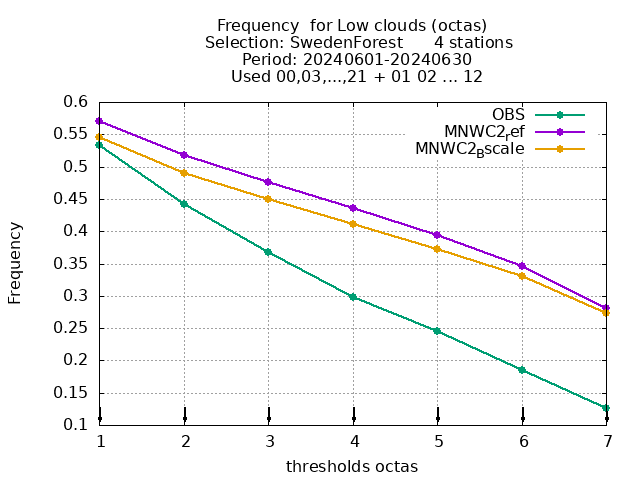 Frequency  for Low clouds (octas)
Selection: SwedenForest      4 stations
Period: 20240601-20240630
Used 00,03,...,21 + 01 02 ... 12
OBS
MNWC2_ref
MNWC2_Bscale
0.6
0.55
0.5
0.45
0.4
0.35
0.3
0.25
0.2
0.15
0.1
Frequency
1 2 3 4 5 6 7
thresholds octas